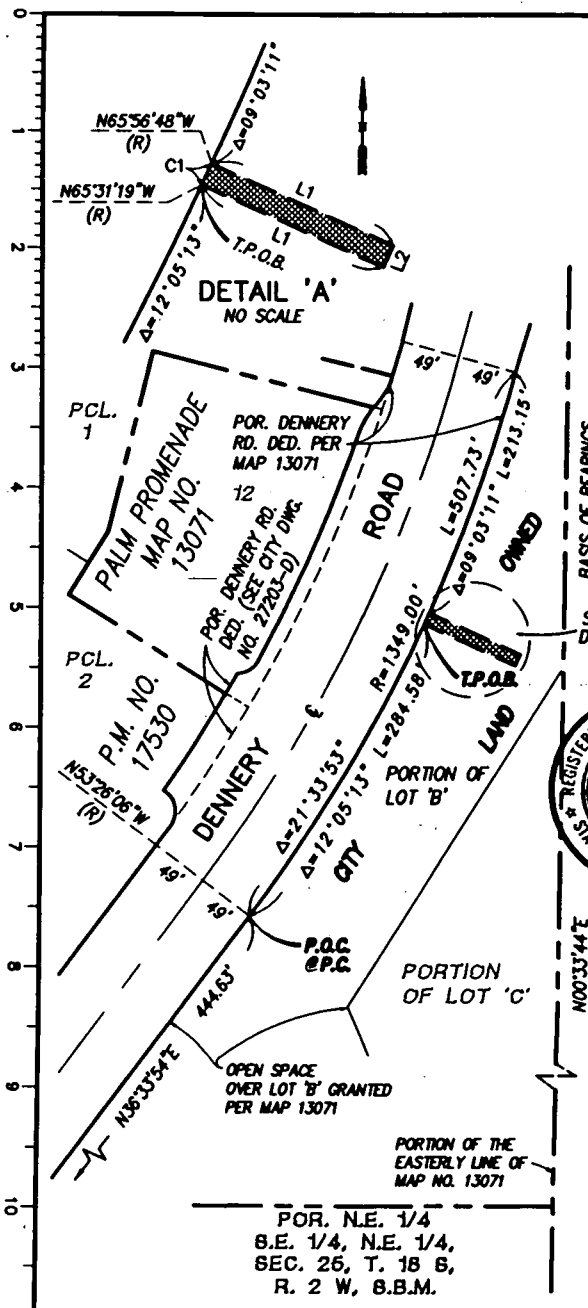 0
1
2
3
4
5
6
7
8
9
10
Δ=09°03'11"
N65°56'48"W
(R)
C1
N65°31'19"W
(R)
L1
L1
L2
T.P.O.B.
Δ=12°05'13"
DETAIL 'A'
NO SCALE
PCL.
1
PALM PROMENADE
MAP NO.
13071
12
POR. DENNERY
RD. DED. PER
MAP 13071
POR. DENNERY RD.
DED. (SEE CITY DWG.
NO. 27203-D)
49'
49'
ROAD
L=507.73'
Δ=09°03'11" L=213.15'
OWNED
BASIS OF BEARINGS
PCL.
2
P.M. NO.
17530
N53°26'06"W
(R)
DENNERY
℄
R=1349.00'
L=284.58'
T.P.O.B.
LAND
Δ=21°33'53"
Δ=12°05'13"
PORTION OF
LOT 'B'
CITY
REGISTER
49'
49'
P.O.C.
@P.C.
444.63'
N36°33'54"E
PORTION
OF LOT 'C'
N00°33'44"E
OPEN SPACE
OVER LOT 'B' GRANTED
PER MAP 13071
PORTION OF THE
EASTERLY LINE OF
MAP NO. 13071
POR. N.E. 1/4
S.E. 1/4, N.E. 1/4,
SEC. 25, T. 18 S,
R. 2 W, S.B.M.